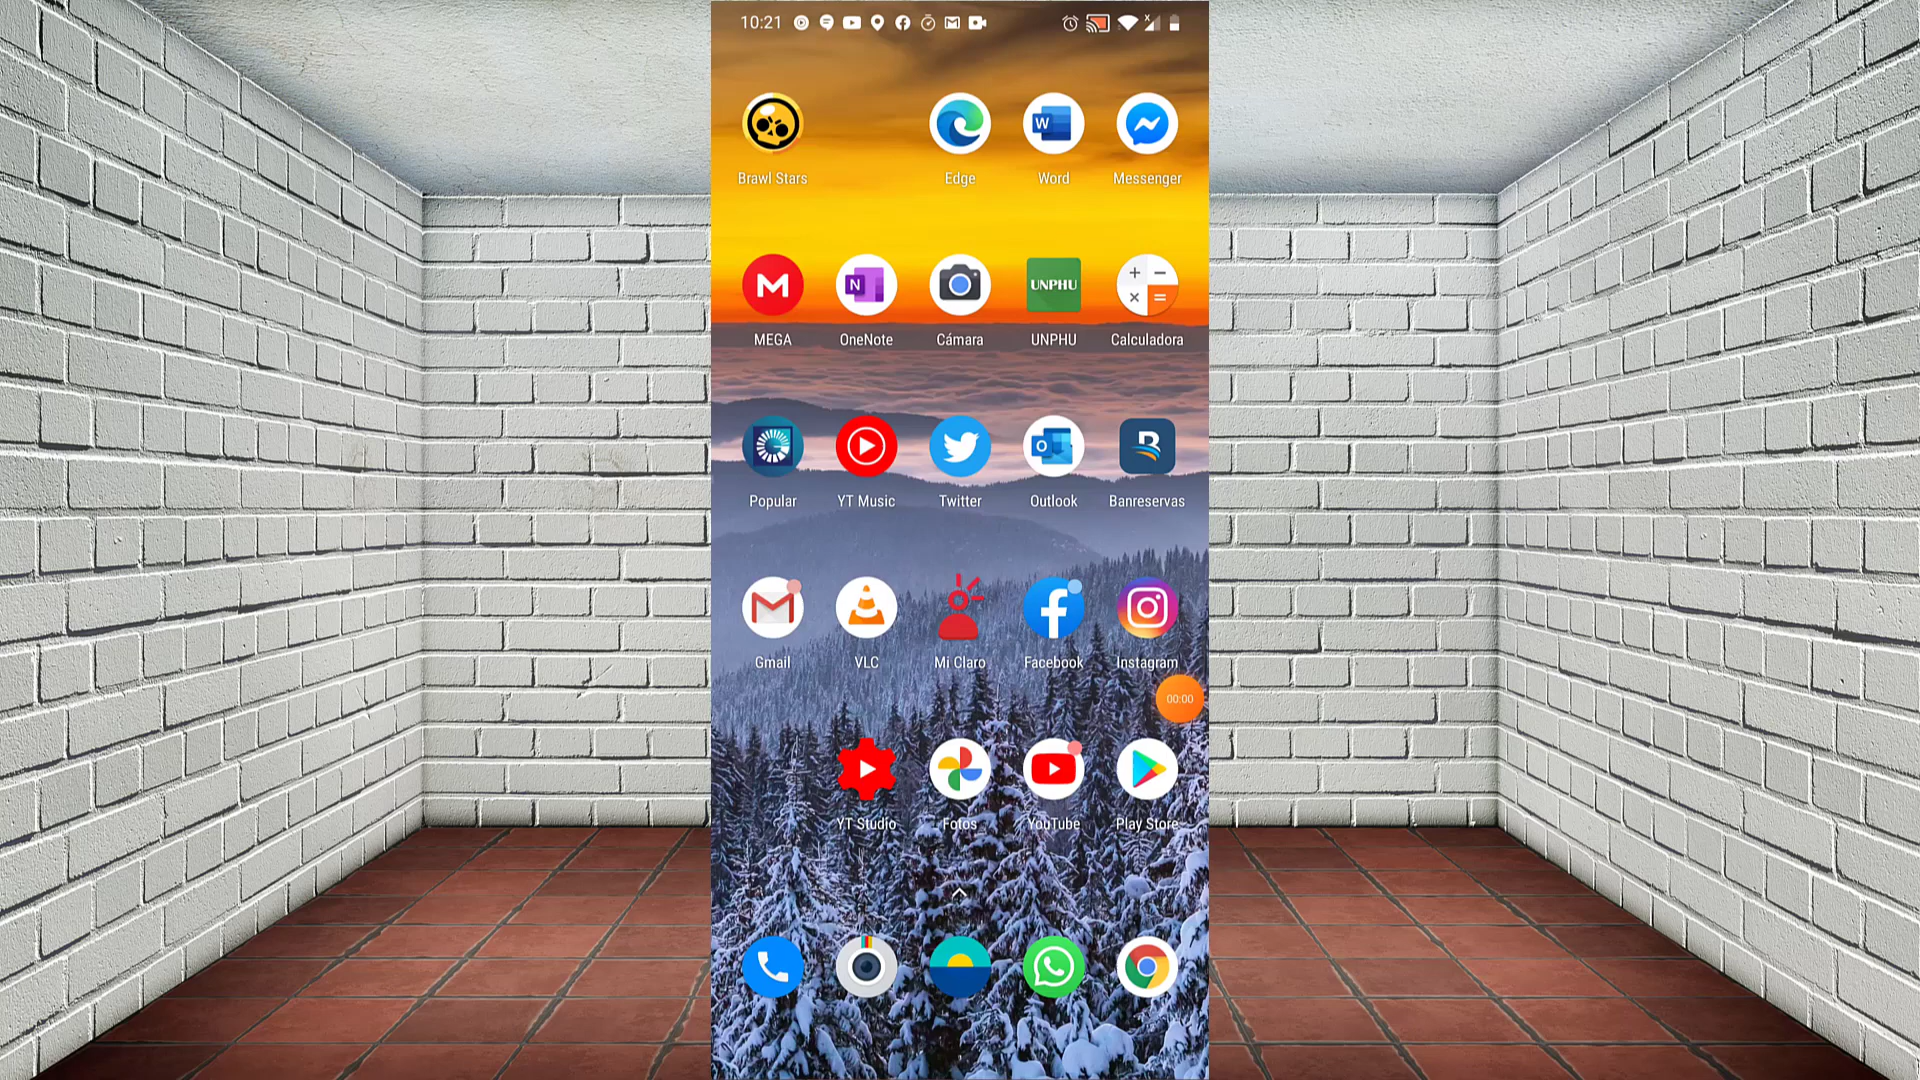 10:21
Brawl Stars
Edge
W
Word
Messenger
M
MEGA
N
OneNote
Cámara
UNPHU
UNPHU
Calculadora
Popular
YT Music
Twitter
O
Outlook
B
Banreservas
Gmail
VLC
Mi Claro
Facebook
Instagram
00:00
YT Studio
Fotos
YouTube
Play Store